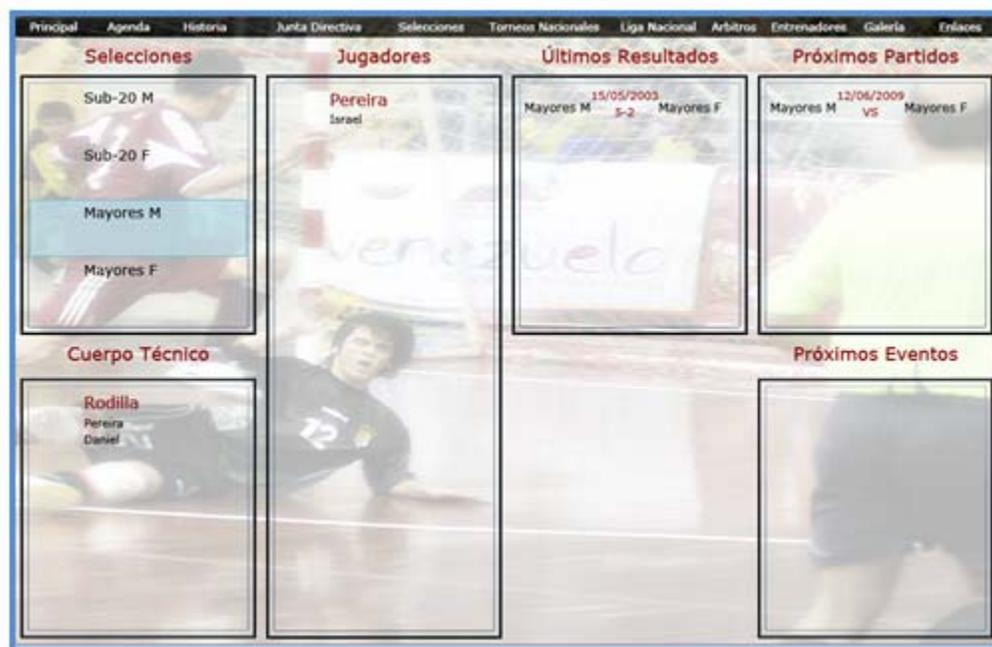 Principal Agenda Historia Junta Directiva Selecciones Torneos Nacionales Liga Nacional Arbitros Entrenadores Galería Enlaces
Selecciones
Sub-20 M
Sub-20 F
Mayores M
Mayores F
Cuerpo Técnico
Rodilla
Pereira
Daniel
Jugadores
Pereira
Israel
Últimos Resultados
15/05/2003
Mayores M 5-2 Mayores F
Próximos Partidos
12/06/2009
Mayores M VS Mayores F
Próximos Eventos
venezuela
12